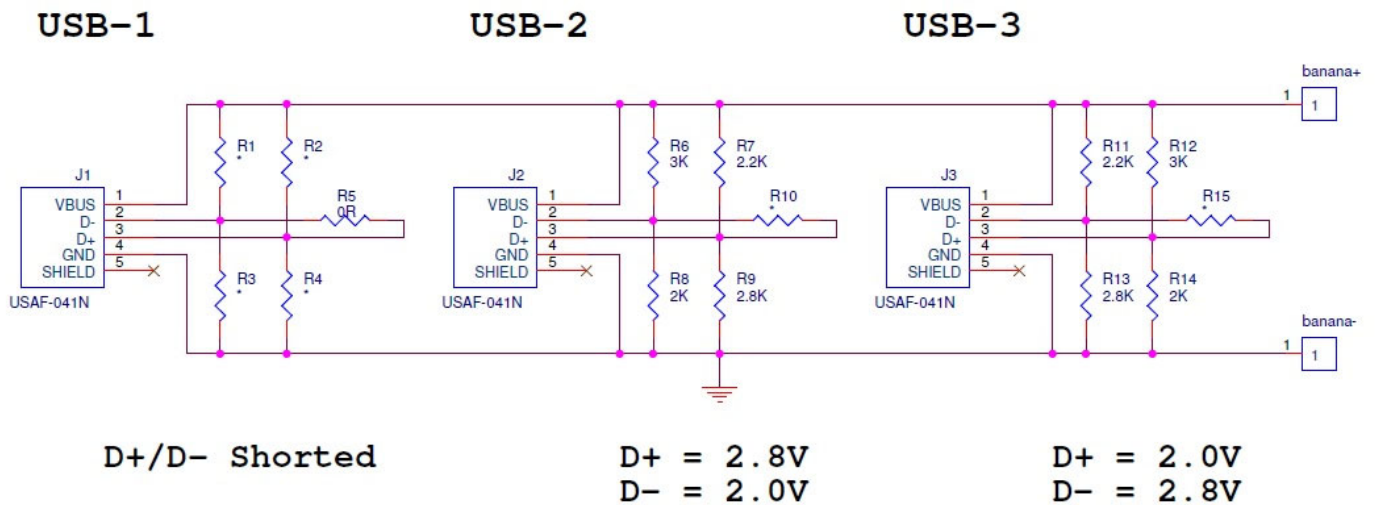 USB-1
USB-2
USB-3
banana+
1
1
R1
*
R2
*
R6
3K
R7
2.2K
R11
2.2K
R12
3K
J1
J2
J3
VBUS
D-
D+
GND
SHIELD
1
2
3
4
5
R5
0R
USAF-041N
R3
*
R4
*
VBUS
D-
D+
GND
SHIELD
1
2
3
4
5
R10
*
USAF-041N
R8
2K
R9
2.8K
VBUS
D-
D+
GND
SHIELD
1
2
3
4
5
R15
*
USAF-041N
R13
2.8K
R14
2K
banana-
1
1
D+/D- Shorted
D+ = 2.8V
D- = 2.0V
D+ = 2.0V
D- = 2.8V